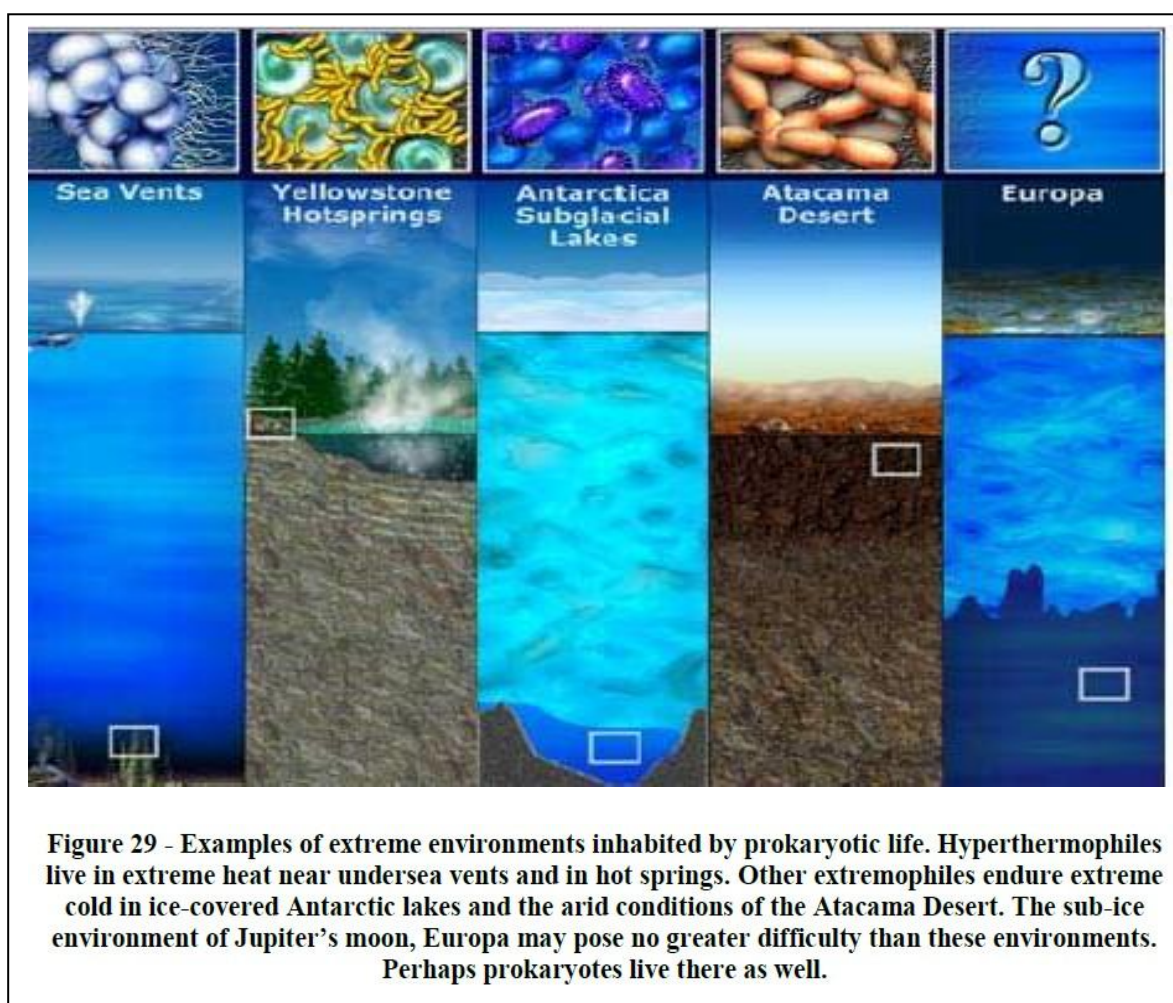 ?
Sea Vents
Yellowstone
Hotsprings
Antarctica
Subglacial
Lakes
Atacama
Desert
Europa
Figure 29 - Examples of extreme environments inhabited by prokaryotic life. Hyperthermophiles
live in extreme heat near undersea vents and in hot springs. Other extremophiles endure extreme
cold in ice-covered Antarctic lakes and the arid conditions of the Atacama Desert. The sub-ice
environment of Jupiter’s moon, Europa may pose no greater difficulty than these environments.
Perhaps prokaryotes live there as well.